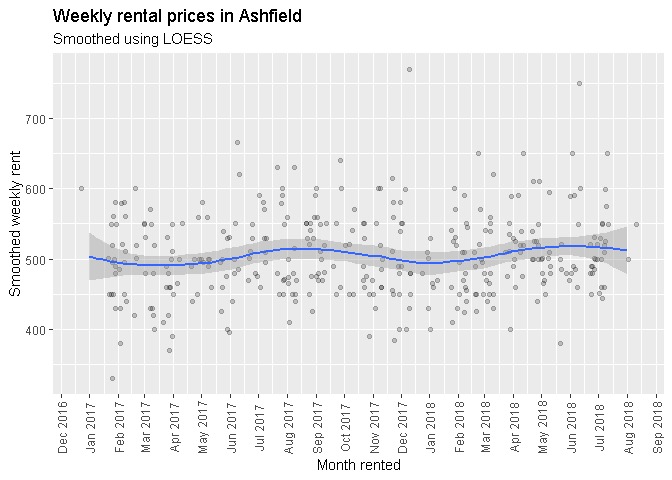 Weekly rental prices in Ashfield
Smoothed using LOESS
Smoothed weekly rent
700
600
500
400
Dec 2016
Jan 2017
Feb 2017
Mar 2017
Apr 2017
May 2017
Jun 2017
Jul 2017
Aug 2017
Sep 2017
Oct 2017
Nov 2017
Dec 2017
Jan 2018
Feb 2018
Mar 2018
Apr 2018
May 2018
Jun 2018
Jul 2018
Aug 2018
Sep 2018
Month rented